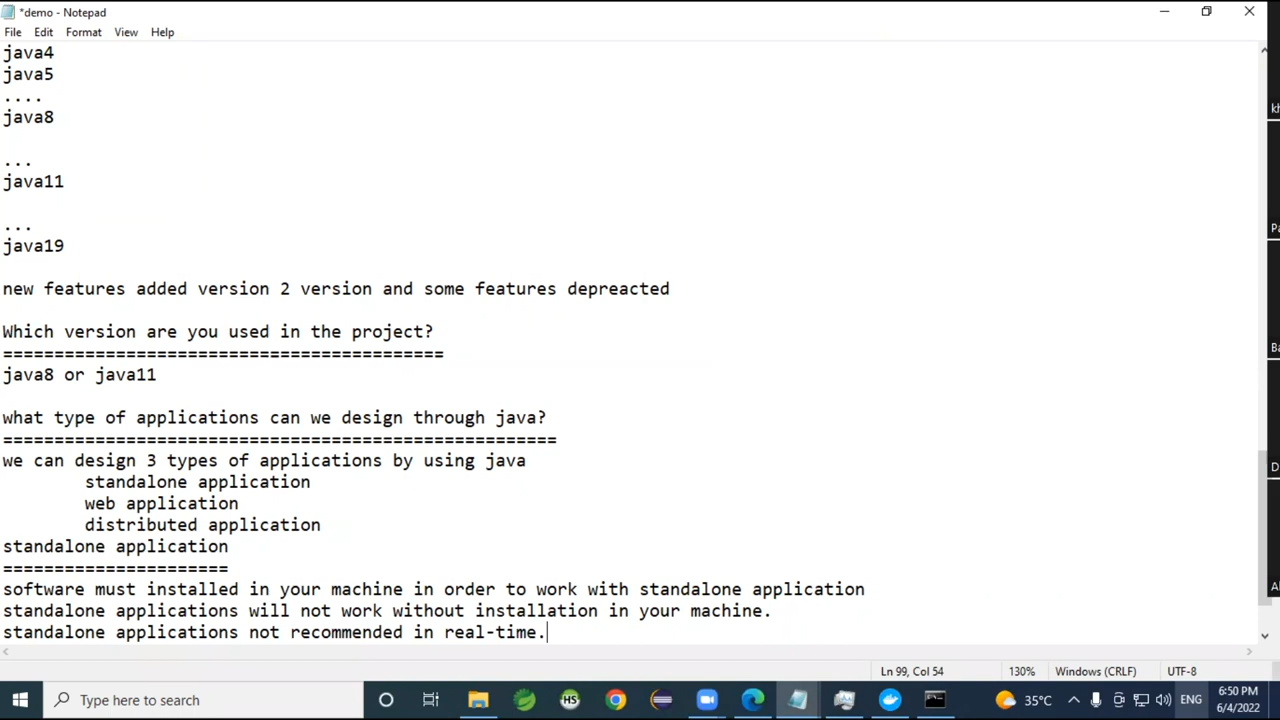 *demo - Notepad
File Edit Format View Help
java4
java5
....
java8
...
java11
...
java19
new features added version 2 version and some features depreacted
Which version are you used in the project?
===========================================
java8 or java11
what type of applications can we design through java?
======================================================
we can design 3 types of applications by using java
standalone application
web application
distributed application
standalone application
======================
software must installed in your machine in order to work with standalone application
standalone applications will not work without installation in your machine.
standalone applications not recommended in real-time.
Ln 99, Col 54 130% Windows (CRLF) UTF-8
Type here to search HS 35°C ENG 6:50 PM
6/4/2022